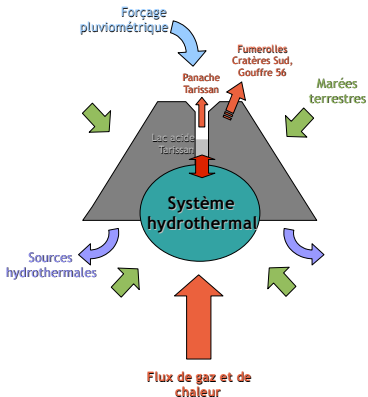 Forçage
pluviométrique
Fumerolles
Cratères Sud,
Gouffre 56
Panache
Tarissan
Marées
terrestres
Lac acide
Tarissan
Système
hydrothermal
Sources
hydrothermales
Flux de gaz et de
chaleur